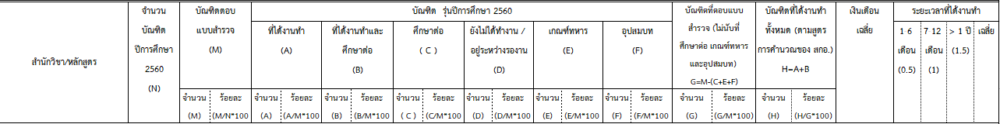 สำนักวิชา/หลักสูตร
จำนวน
บัณฑิต
ปีการศึกษา
2560
(N)
บัณฑิตตอบ
แบบสำรวจ
(M)
บัณฑิต รุ่นปีการศึกษา 2560
ที่ได้งานทำ
(A)
ที่ได้งานทำและ
ศึกษาต่อ
(B)
ศึกษาต่อ
( C )
ยังไม่ได้ทำงาน /
อยู่ระหว่างรองาน
(D)
เกณฑ์ทหาร
(E)
อุปสมบท
(F)
บัณฑิตที่ตอบแบบ
สำรวจ (ไม่นับที่
ศึกษาต่อ เกณฑ์ทหาร
และอุปสมบท)
G=M-(C+E+F)
บัณฑิตที่ได้งานทำ
ทั้งหมด (ตามสูตร
การคำนวณของ สกอ.)
H=A+B
เงินเดือน
เฉลี่ย
ระยะเวลาที่ได้งานทำ
1-6
เดือน
(0.5)
7-12
เดือน
(1)
> 1 ปี
(1.5)
เฉลี่ย
จำนวน ร้อยละ จำนวน ร้อยละ จำนวน ร้อยละ จำนวน ร้อยละ จำนวน ร้อยละ จำนวน ร้อยละ จำนวน ร้อยละ จำนวน ร้อยละ จำนวน ร้อยละ
(M) (M/N*100 (A) (A/M*100 (B) (B/M*100 ( C ) (C/M*100 (D) (D/M*100 (E) (E/M*100 (F) (F/M*100 (G) (G/M*100) (H) (H/G*100)